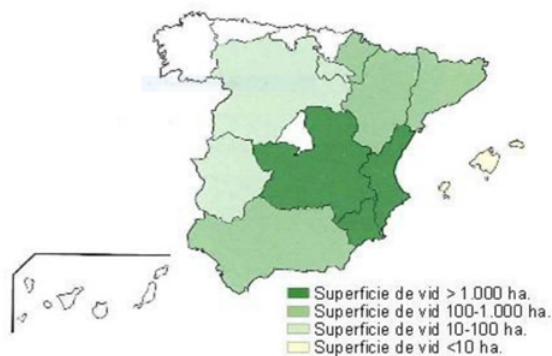 Superficie de vid > 1.000 ha.
Superficie de vid 100-1.000 ha.
Superficie de vid 10-100 ha.
Superficie de vid <10 ha.